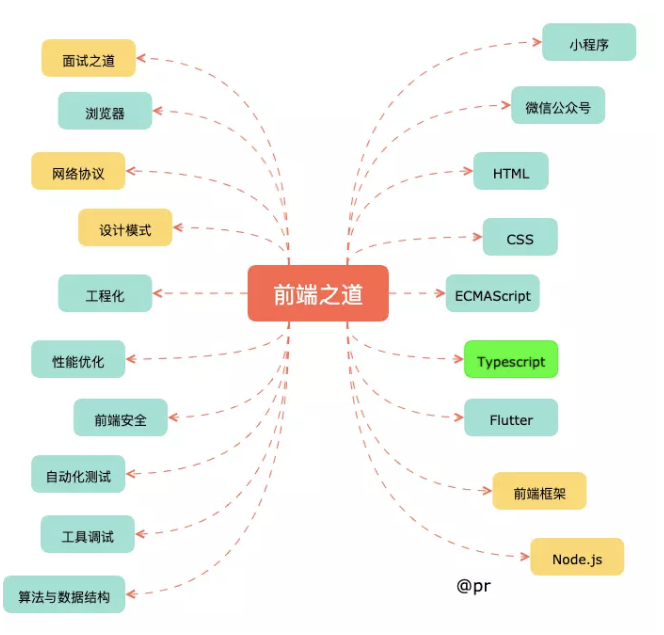 面试之道
浏览器
网络协议
设计模式
工程化
性能优化
前端安全
自动化测试
工具调试
算法与数据结构
前端之道
小程序
微信公众号
HTML
CSS
ECMAScript
Typescript
Flutter
前端框架
Node.js
@pr